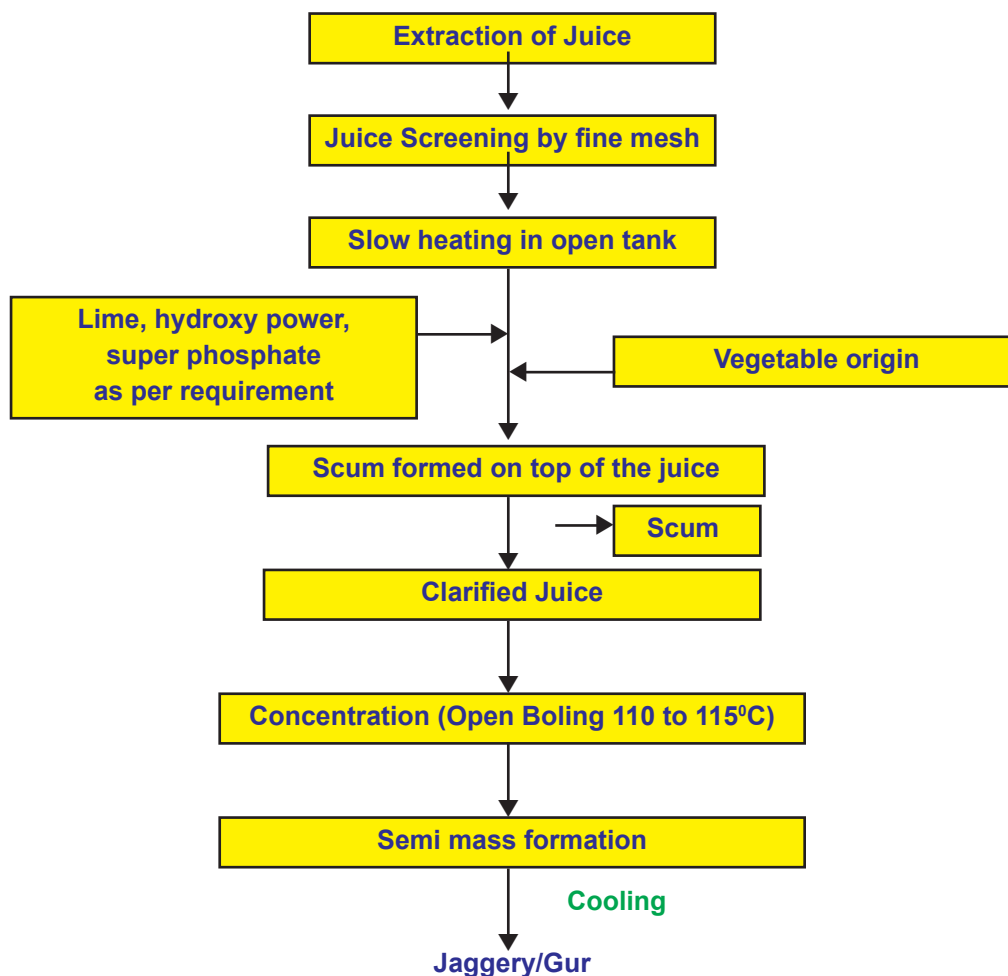 Extraction of Juice
Juice Screening by fine mesh
Slow heating in open tank
Lime, hydroxy power,
super phosphate
as per requirement
Vegetable origin
Scum formed on top of the juice
Scum
Clarified Juice
Concentration (Open Boling 110 to 115⁰C)
Semi mass formation
Cooling
Jaggery/Gur